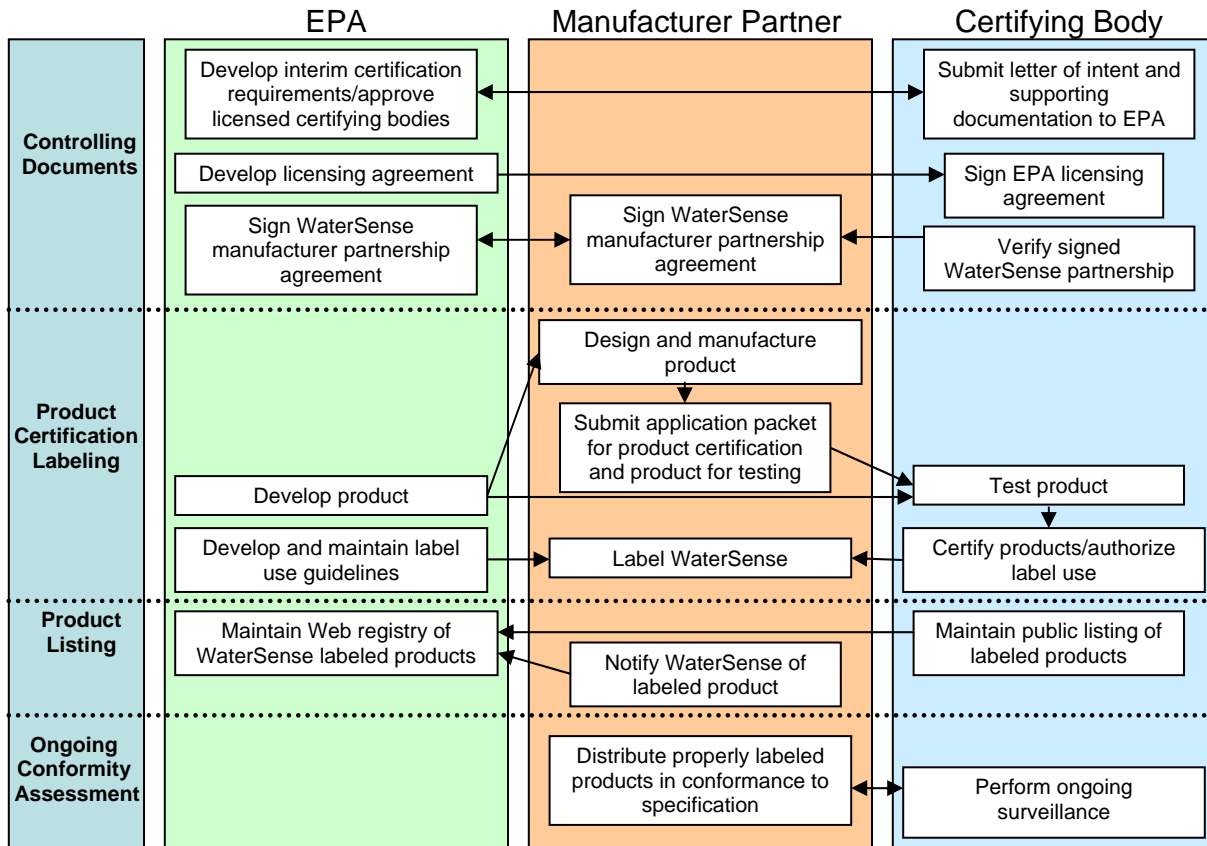 EPA
Manufacturer Partner
Certifying Body
Controlling
Documents
Develop interim certification
requirements/approve
licensed certifying bodies
Submit letter of intent and
supporting
documentation to EPA
Develop licensing agreement
Sign EPA licensing
agreement
Sign WaterSense
manufacturer partnership
agreement
Sign WaterSense
manufacturer partnership
agreement
Verify signed
WaterSense partnership
Product
Certification
Labeling
Design and manufacture
product
Submit application packet
for product certification
and product for testing
Develop product
Test product
Develop and maintain label
use guidelines
Label WaterSense
Certify products/authorize
label use
Product
Listing
Maintain Web registry of
WaterSense labeled products
Notify WaterSense of
labeled product
Maintain public listing of
labeled products
Ongoing
Conformity
Assessment
Distribute properly labeled
products in conformance to
specification
Perform ongoing
surveillance